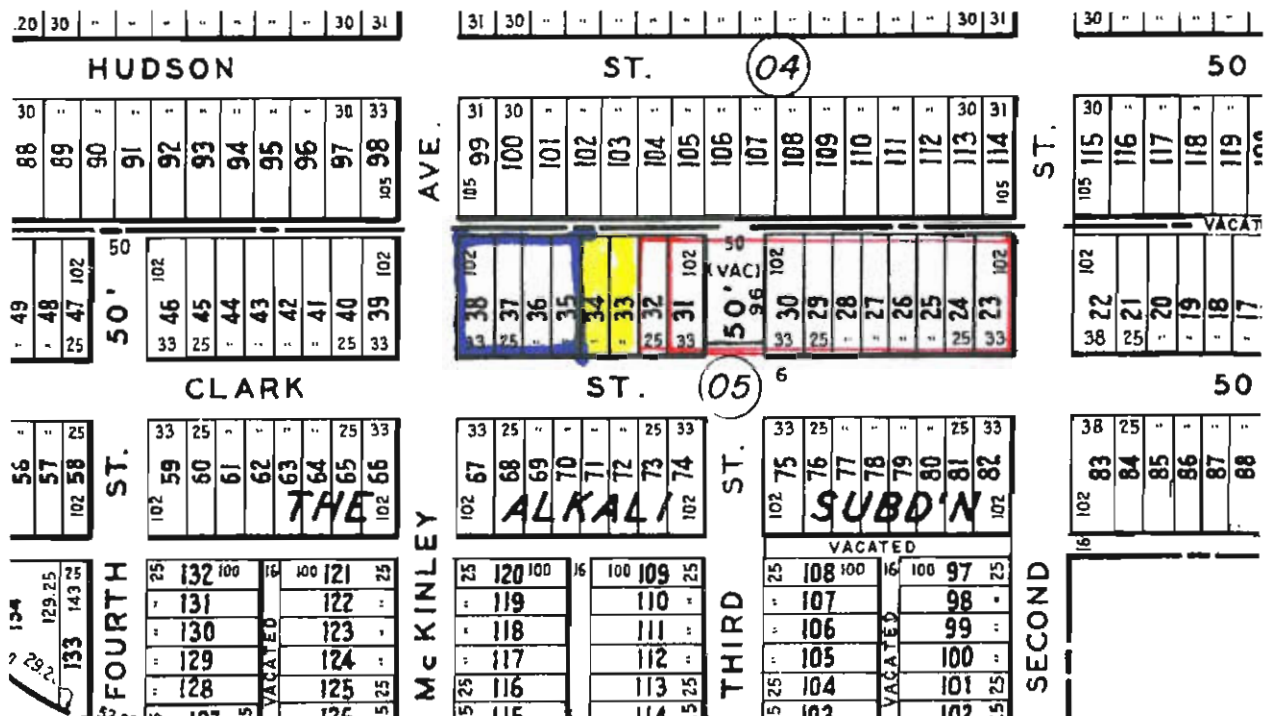 20 30 " " " " " " 30 31
31 30 " " " " " " " " " " " " 30 31
30 " " " "
HUDSON ST. 04 50
30 " " " " " " " " 30 33
88 89 90 91 92 93 94 95 96 97 98
105
AVE.
31 30 " " " " " " " " " " " " 30 31
99 100 101 102 103 104 105 106 107 108 109 110 111 112 113 114
105 105
ST.
30 " " " "
115 116 117 118 119
105
VACAT
49 48 47
102
" " 25
50
50'
102 102
46 45 44 43 42 41 40 39
33 25 " " " " 25 33
102 102
38 37 36 35 34 33 32 31
33 25 " " " " 25 33
50
(VAC)
50'
96
102 102
30 29 28 27 26 25 24 23
33 25 " " " " 25 33
102
22 21 20 19 18 17
38 25 " " " "
CLARK ST. 05 6 50
25
56 57 58
102
ST.
33 25 " " " " 25 33
59 60 61 62 63 64 65 66
102 102
33 25 " " " " 25 33
67 68 69 70 71 72 73 74
102 102
ST.
33 25 " " " " 25 33
75 76 77 78 79 80 81 82
102 102
38 25 " " " "
83 84 85 86 87 88
102
THE ALKALI SUBD'N
VACATED
16
134 129.25 143 25
133
29.2
FOURTH
25 132 100 16 100 121 25
" 131 122 "
" 130 123 "
" 129 124 "
" 128 125 25
VACATED
McKINLEY
25 120 100 16 100 109 25
" 119 110 "
" 118 111 "
" 117 112 "
25 116 113 25
THIRD
25 108 100 16 100 97 25
" 107 98 "
" 106 99 "
" 105 100 "
25 104 101 25
VACATED
SECOND